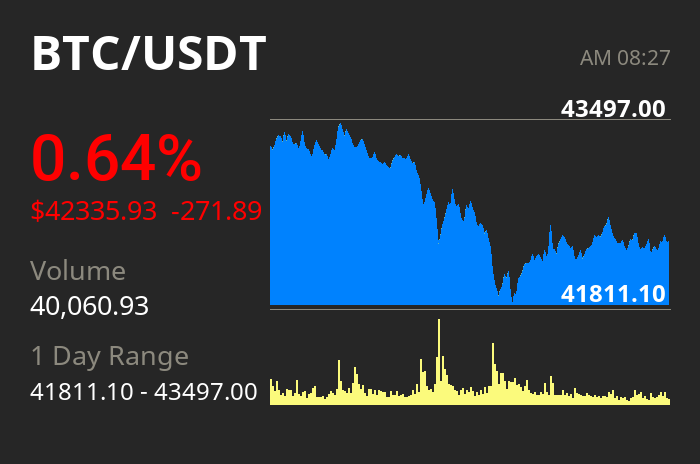 BTC/USDT
AM 08:27
43497.00
0.64%
$42335.93 -271.89
Volume
40,060.93
41811.10
1 Day Range
41811.10 - 43497.00